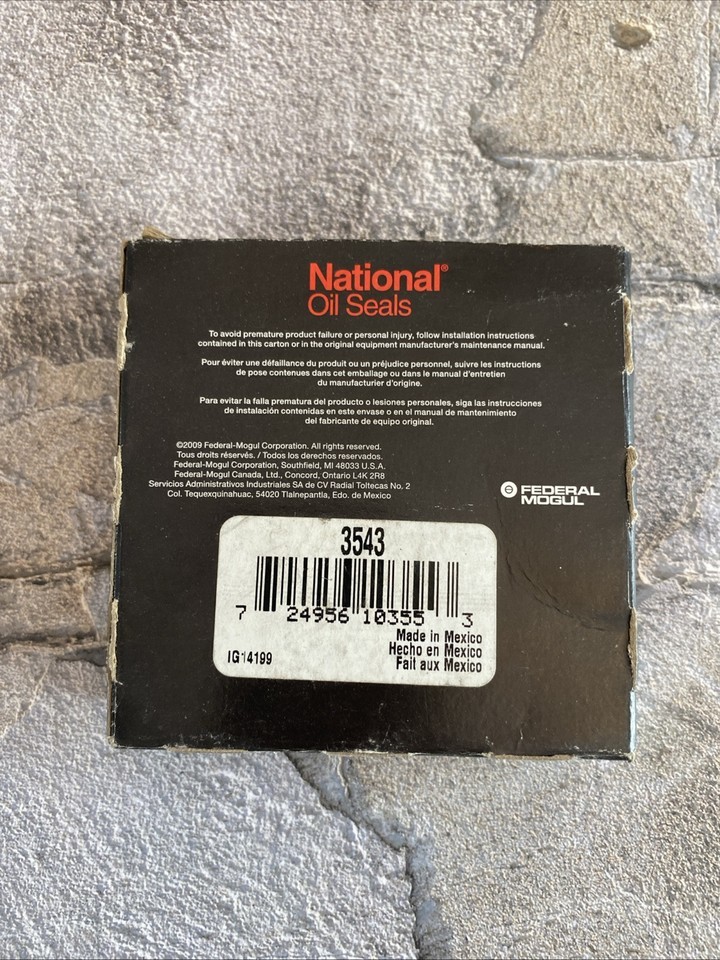 National®
Oil Seals
To avoid premature product failure or personal injury, follow installation instructions
contained in this carton or in the original equipment manufacturer's maintenance manual.
Pour éviter une défaillance du produit ou un préjudice personnel, suivre les instructions
de pose contenues dans cet emballage ou dans le manuel d'entretien
du manufacturier d'origine.
Para evitar la falla prematura del producto o lesiones personales, siga las instrucciones
de instalación contenidas en este envase o en el manual de mantenimiento
del fabricante de equipo original.
©2009 Federal-Mogul Corporation. All rights reserved.
Tous droits réservés. / Todos los derechos reservados.
Federal-Mogul Corporation, Southfield, MI 48033 U.S.A.
Federal-Mogul Canada, Ltd., Concord, Ontario L4K 2R8
Servicios Administrativos Industriales SA de CV Radial Toltecas No. 2
Col. Tequexquinahuac, 54020 Tlalnepantla, Edo. de Mexico
FEDERAL
MOGUL
3543
7 24956 10355 3
Made in Mexico
Hecho en Mexico
Fait aux Mexico
IG14199